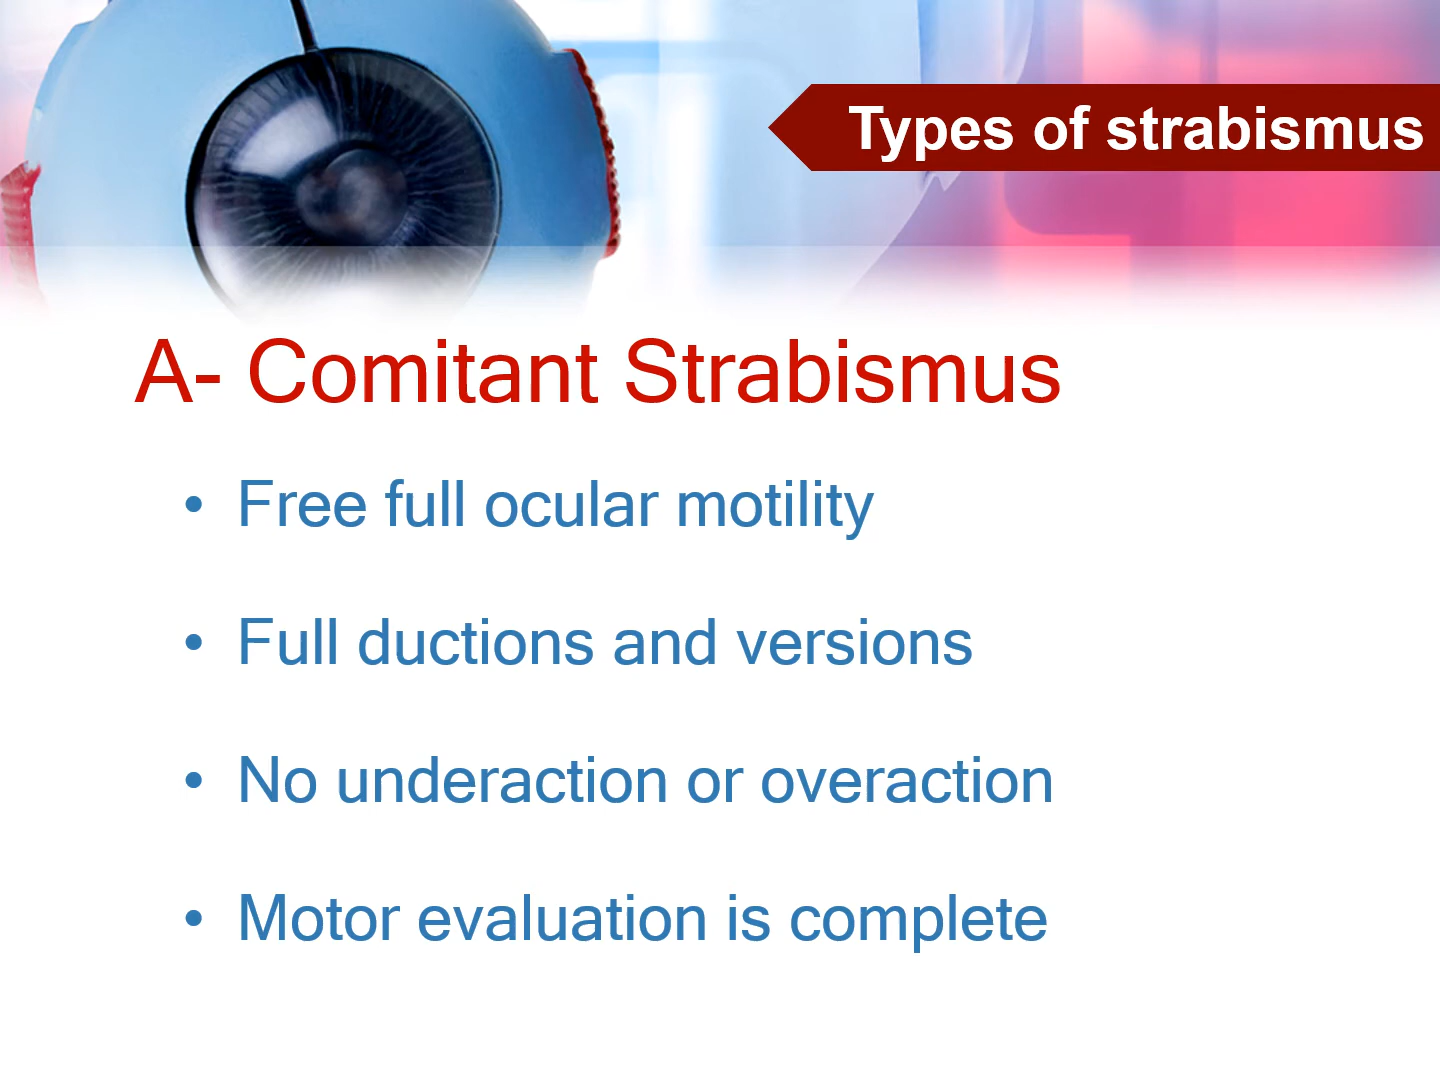 Types of strabismus
A- Comitant Strabismus
• Free full ocular motility
• Full ductions and versions
• No underaction or overaction
• Motor evaluation is complete